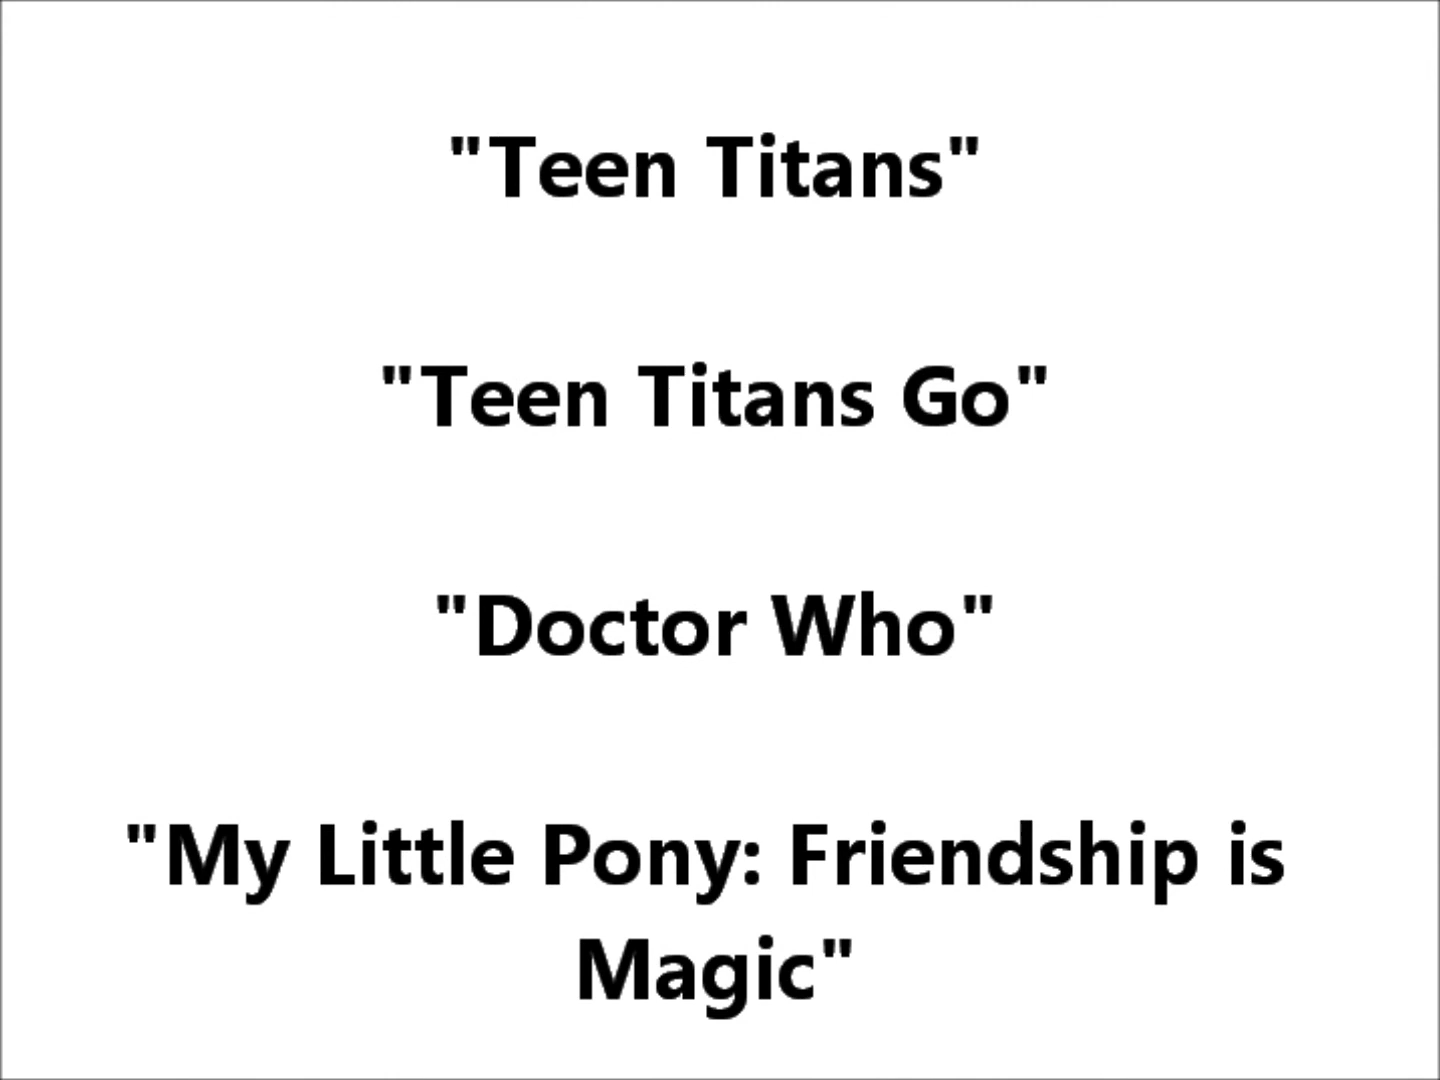 "Teen Titans"
"Teen Titans Go"
"Doctor Who"
"My Little Pony: Friendship is
Magic"